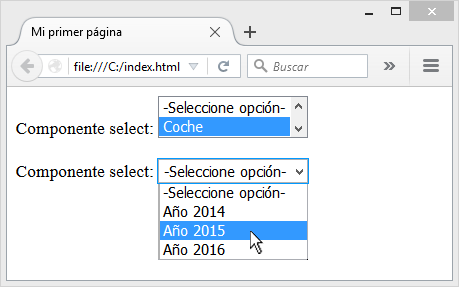 Mi primer página
file:///C:/index.html
Buscar
-Seleccione opción-
Componente select: Coche
Componente select: -Seleccione opción-
-Seleccione opción-
Año 2014
Año 2015
Año 2016